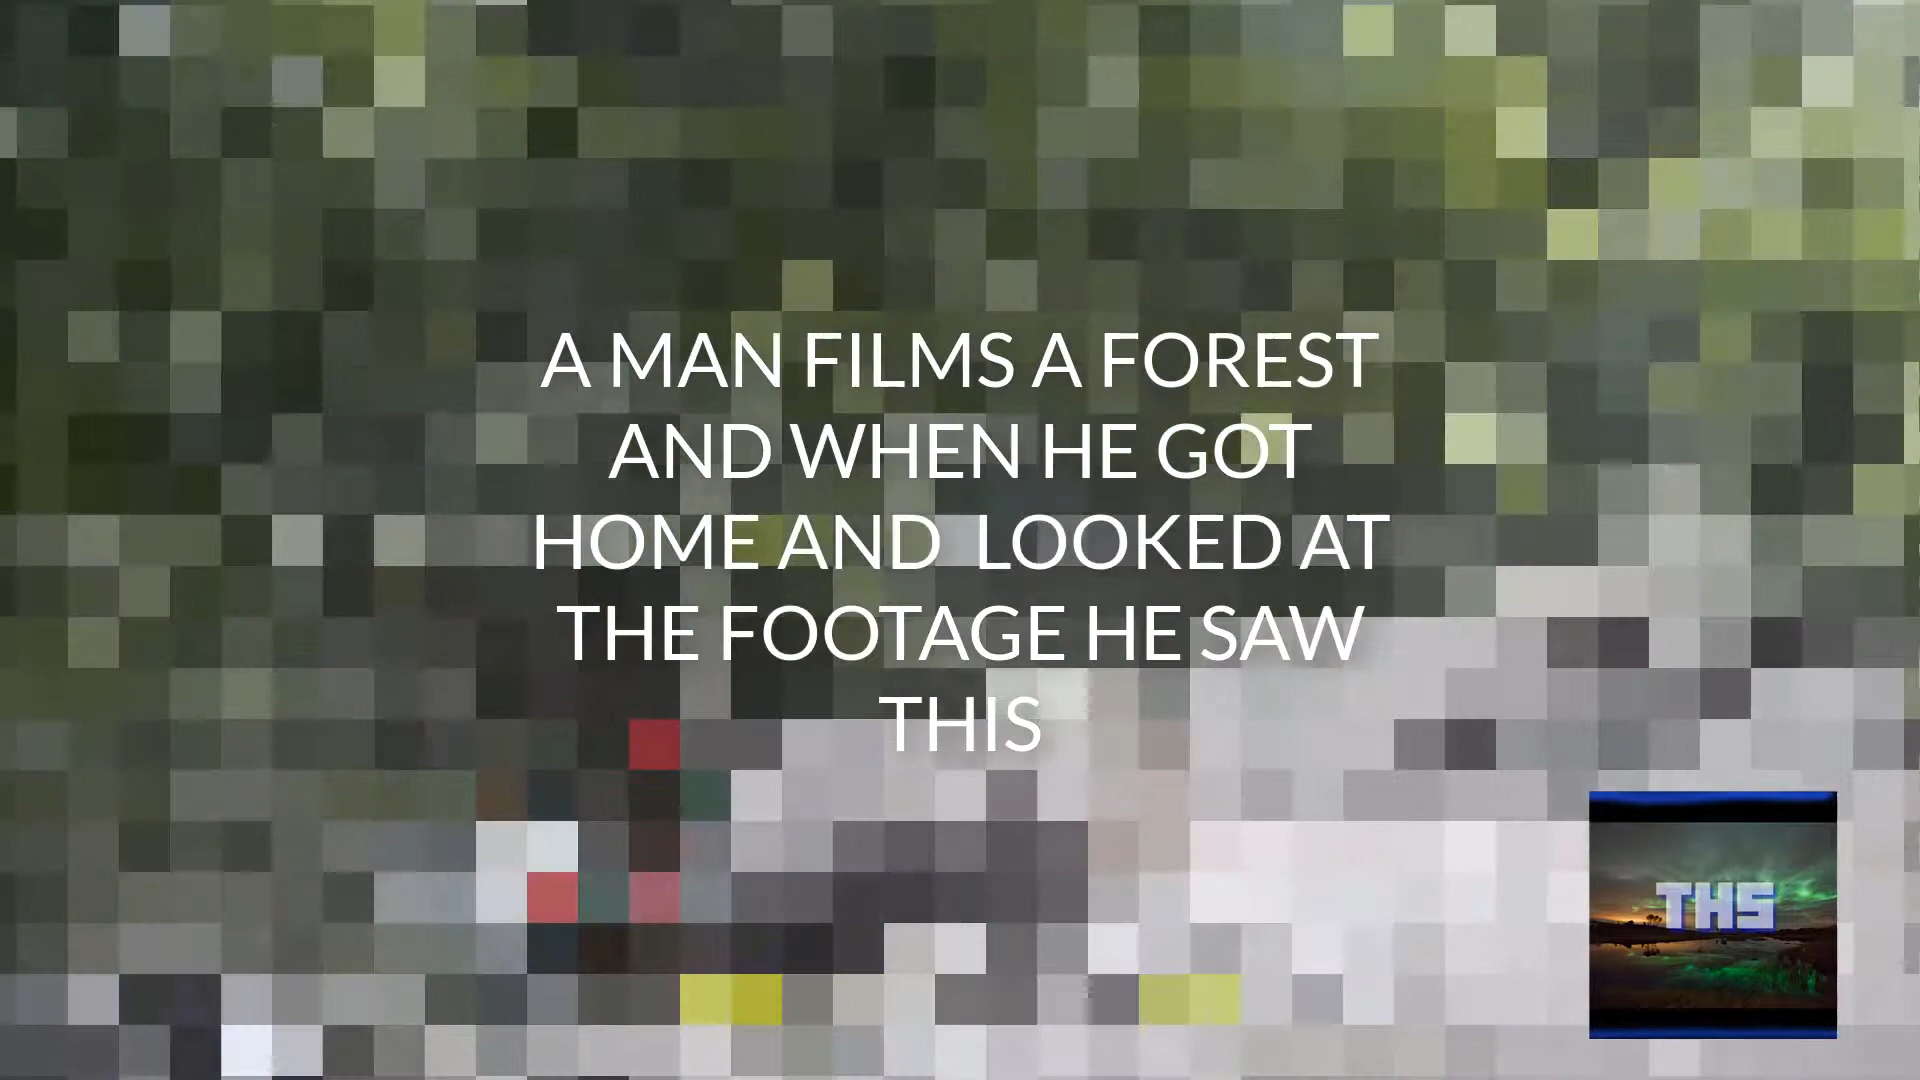 A MAN FILMS A FOREST
AND WHEN HE GOT
HOME AND LOOKED AT
THE FOOTAGE HE SAW
THIS
THS